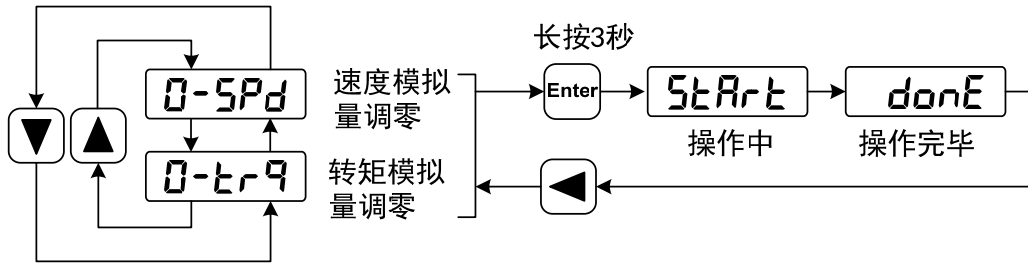 长按3秒
0-SPd
速度模拟
量调零
Enter
StArt
donE
操作中
操作完毕
0-trq
转矩模拟
量调零